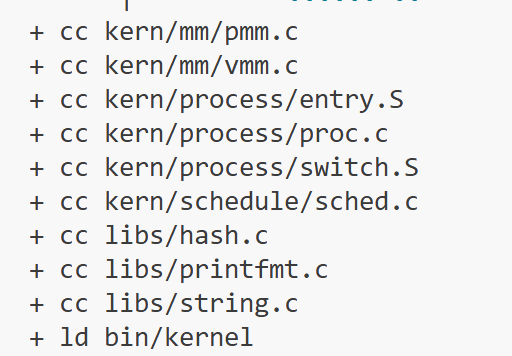 + cc kern/mm/pmm.c
+ cc kern/mm/vmm.c
+ cc kern/process/entry.S
+ cc kern/process/proc.c
+ cc kern/process/switch.S
+ cc kern/schedule/sched.c
+ cc libs/hash.c
+ cc libs/printfmt.c
+ cc libs/string.c
+ ld bin/kernel